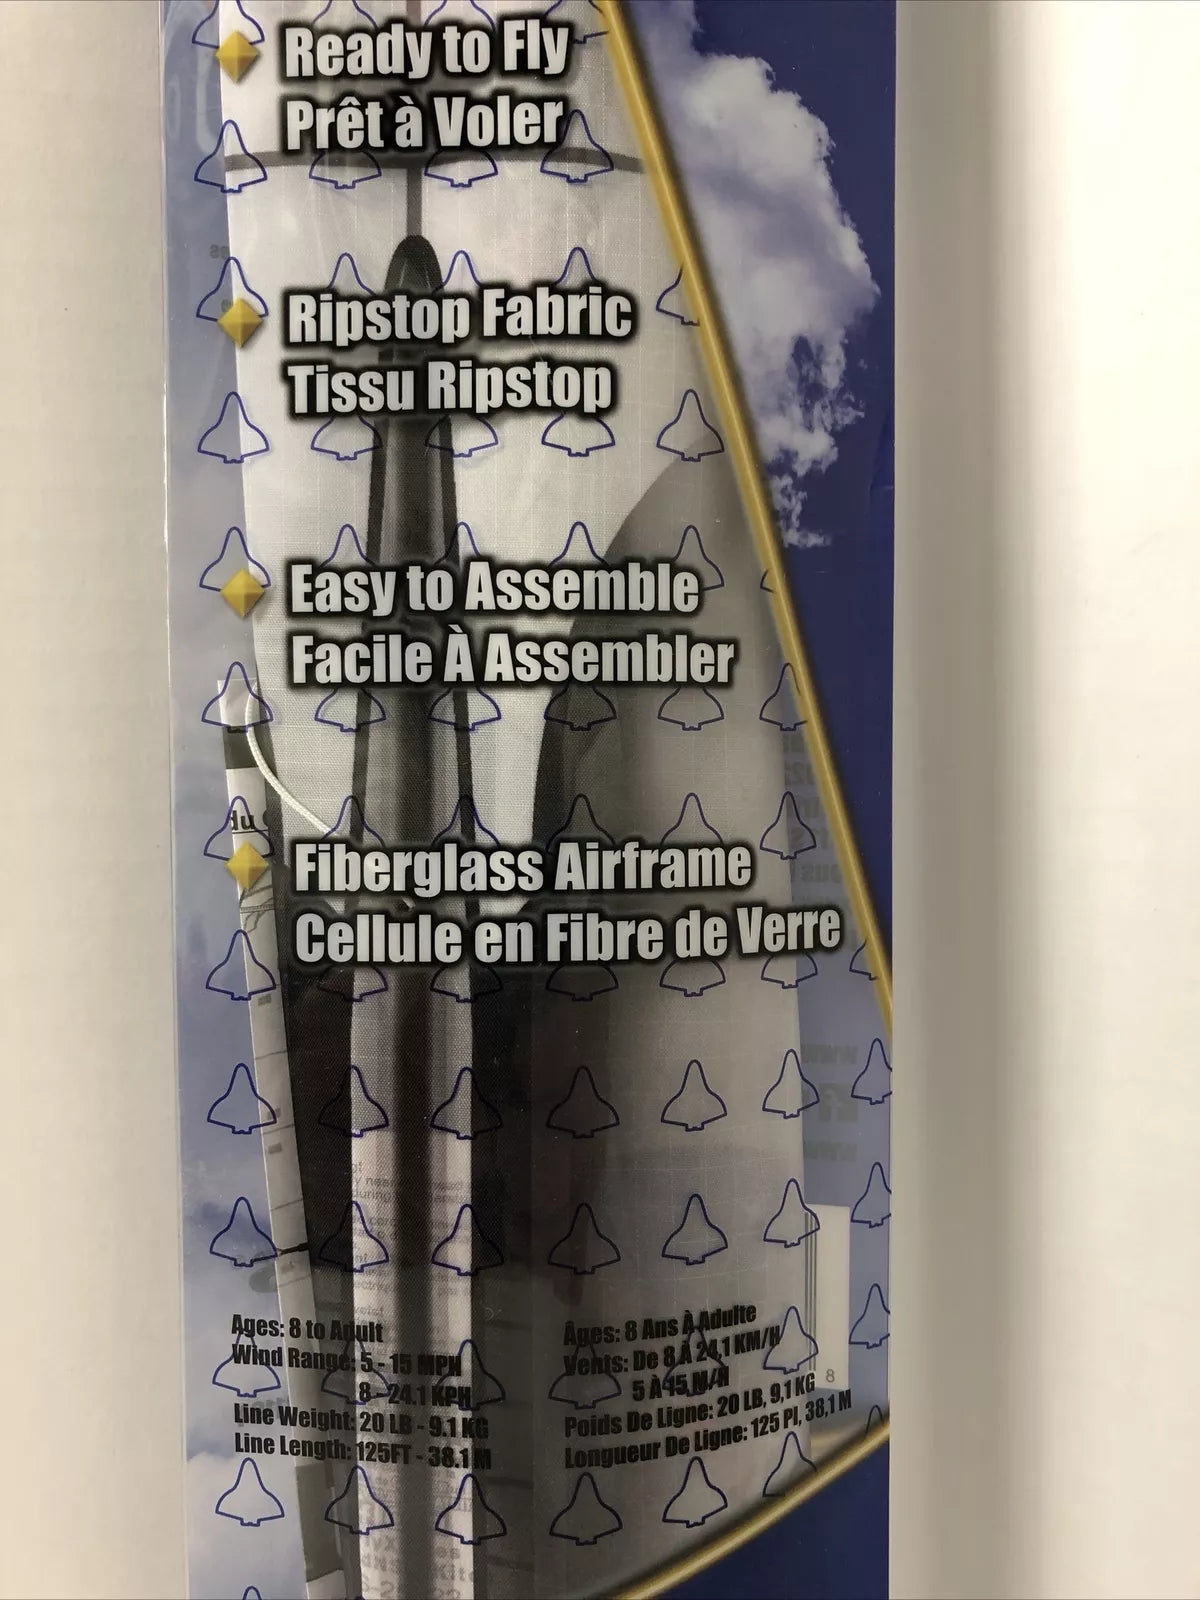 Ready to Fly
Prêt à Voler
Ripstop Fabric
Tissu Ripstop
Easy to Assemble
Facile À Assembler
du
Fiberglass Airframe
Cellule en Fibre de Verre
Ages: 8 to Adult
Wind Range: 5 - 15 MPH
8 - 24.1 KPH
Line Weight: 20 LB - 9.1 KG
Line Length: 125FT - 38.1 M
Âges: 8 Ans À Adulte
Vents: De 8 À 24,1 KM/H
5 À 15 M/H
Poids De Ligne: 20 LB, 9,1 KG
Longueur De Ligne: 125 PI, 38,1 M
8